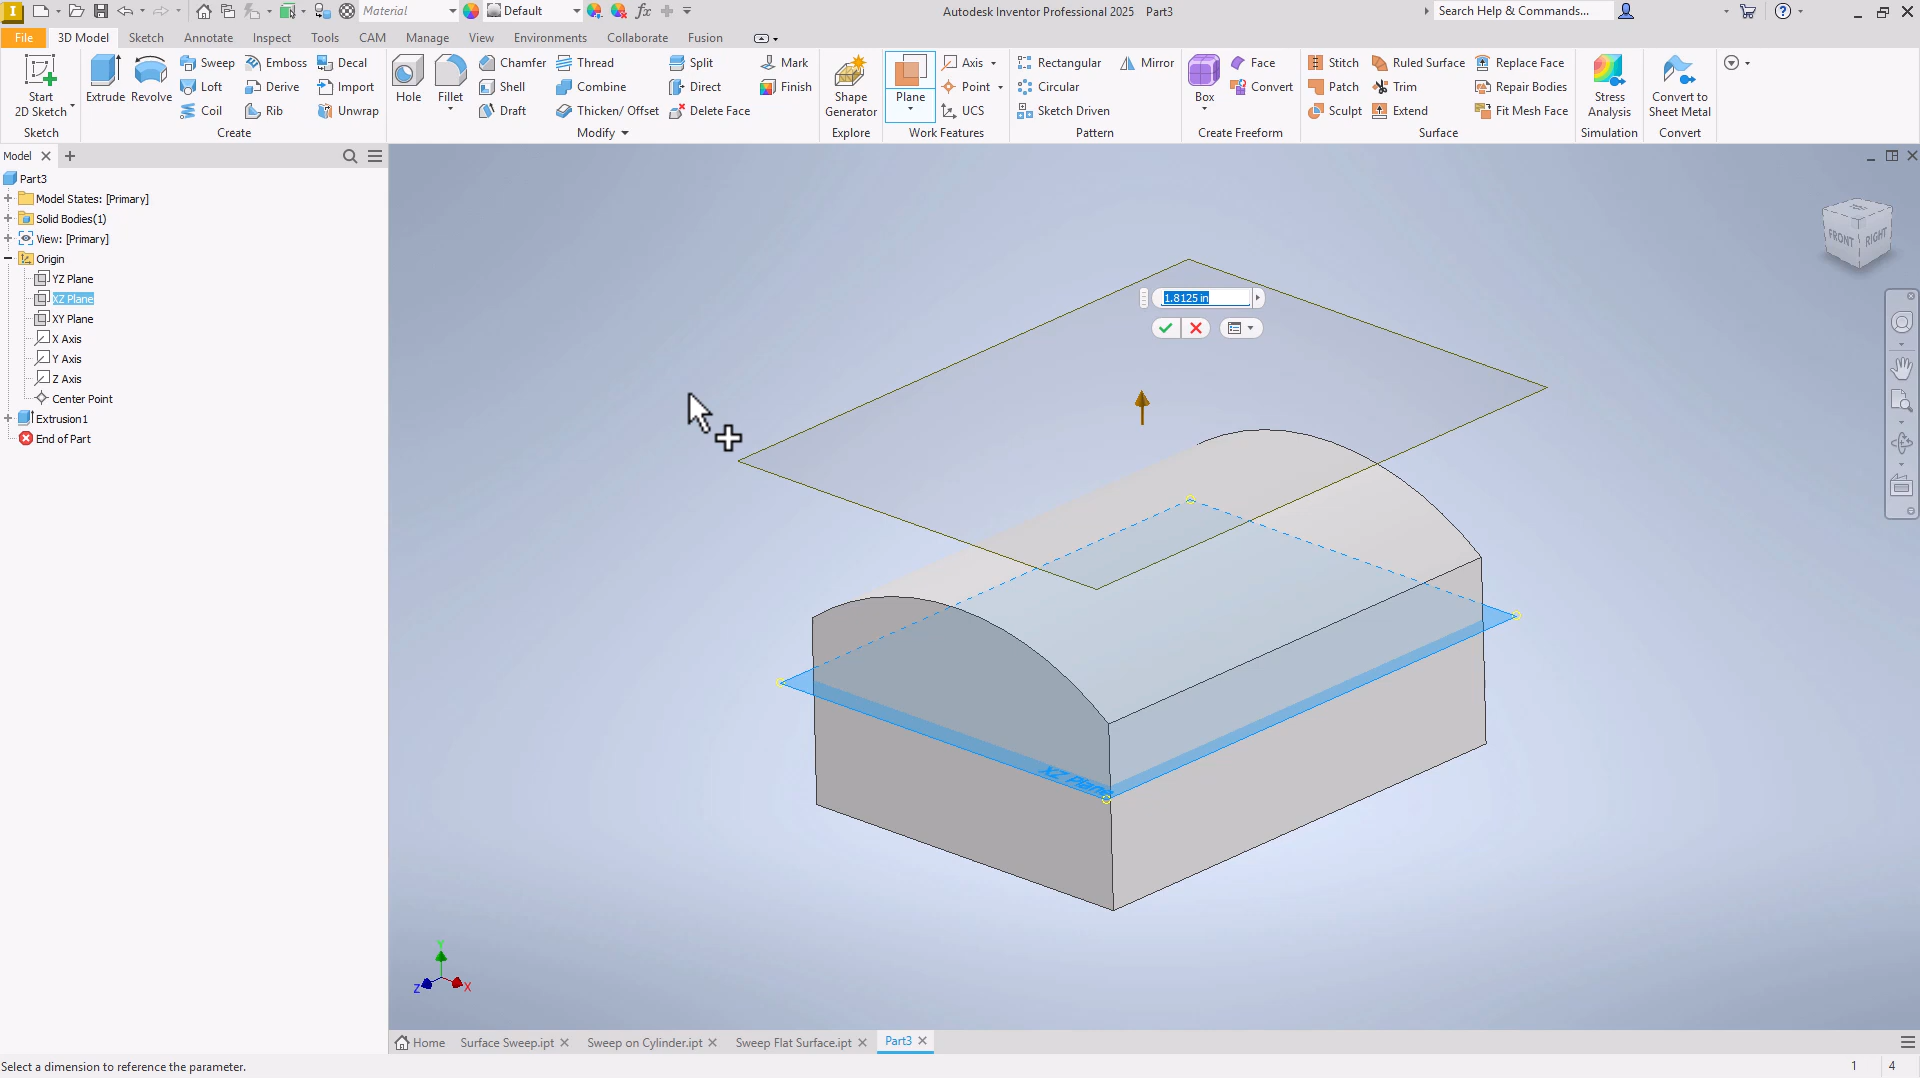 Material
Default
Autodesk Inventor Professional 2025 Part3
Search Help & Commands...
File
3D Model
Sketch
Annotate
Inspect
Tools
CAM
Manage
View
Environments
Collaborate
Fusion
Start
2D Sketch
Sketch
Extrude
Revolve
Sweep
Loft
Coil
Emboss
Derive
Rib
Decal
Import
Unwrap
Create
Hole
Fillet
Chamfer
Shell
Draft
Thread
Combine
Thicken/ Offset
Split
Direct
Delete Face
Modify
Mark
Finish
Shape
Generator
Explore
Plane
Axis
Point
UCS
Work Features
Rectangular
Circular
Sketch Driven
Mirror
Pattern
Box
Face
Convert
Create Freeform
Stitch
Patch
Sculpt
Ruled Surface
Trim
Extend
Replace Face
Repair Bodies
Fit Mesh Face
Surface
Stress
Analysis
Simulation
Convert to
Sheet Metal
Convert
Model
Part3
Model States: [Primary]
Solid Bodies(1)
View: [Primary]
Origin
YZ Plane
XZ Plane
XY Plane
X Axis
Y Axis
Z Axis
Center Point
Extrusion1
End of Part
1.8125 in
FRONT
RIGHT
XZ Plane
Y
Z
X
Home
Surface Sweep.ipt
Sweep on Cylinder.ipt
Sweep Flat Surface.ipt
Part3
Select a dimension to reference the parameter.
1
4